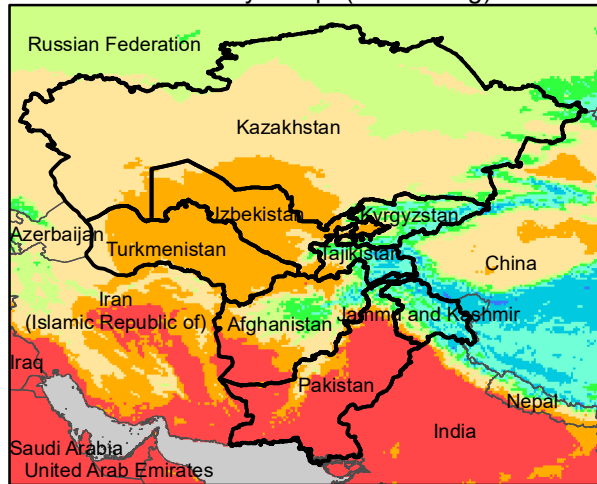 Russian Federation
Kazakhstan
Uzbekistan
Kyrgyzstan
Azerbaijan
Turkmenistan
Tajikistan
China
Iran
(Islamic Republic of)
Afghanistan
Jammu and Kashmir
Iraq
Pakistan
Nepal
India
Saudi Arabia
United Arab Emirates